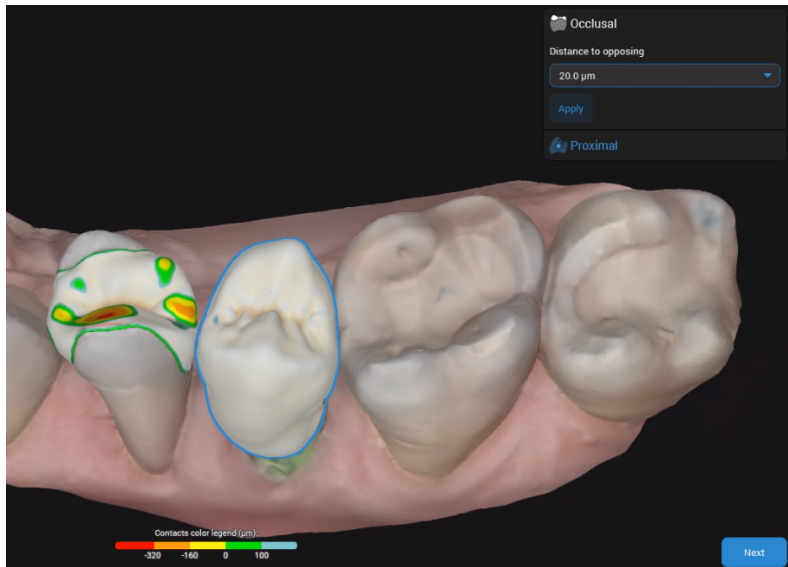 Occlusal
Distance to opposing
20.0 µm
Apply
Proximal
Contacts color legend (µm):
-320 -160 0 100
Next